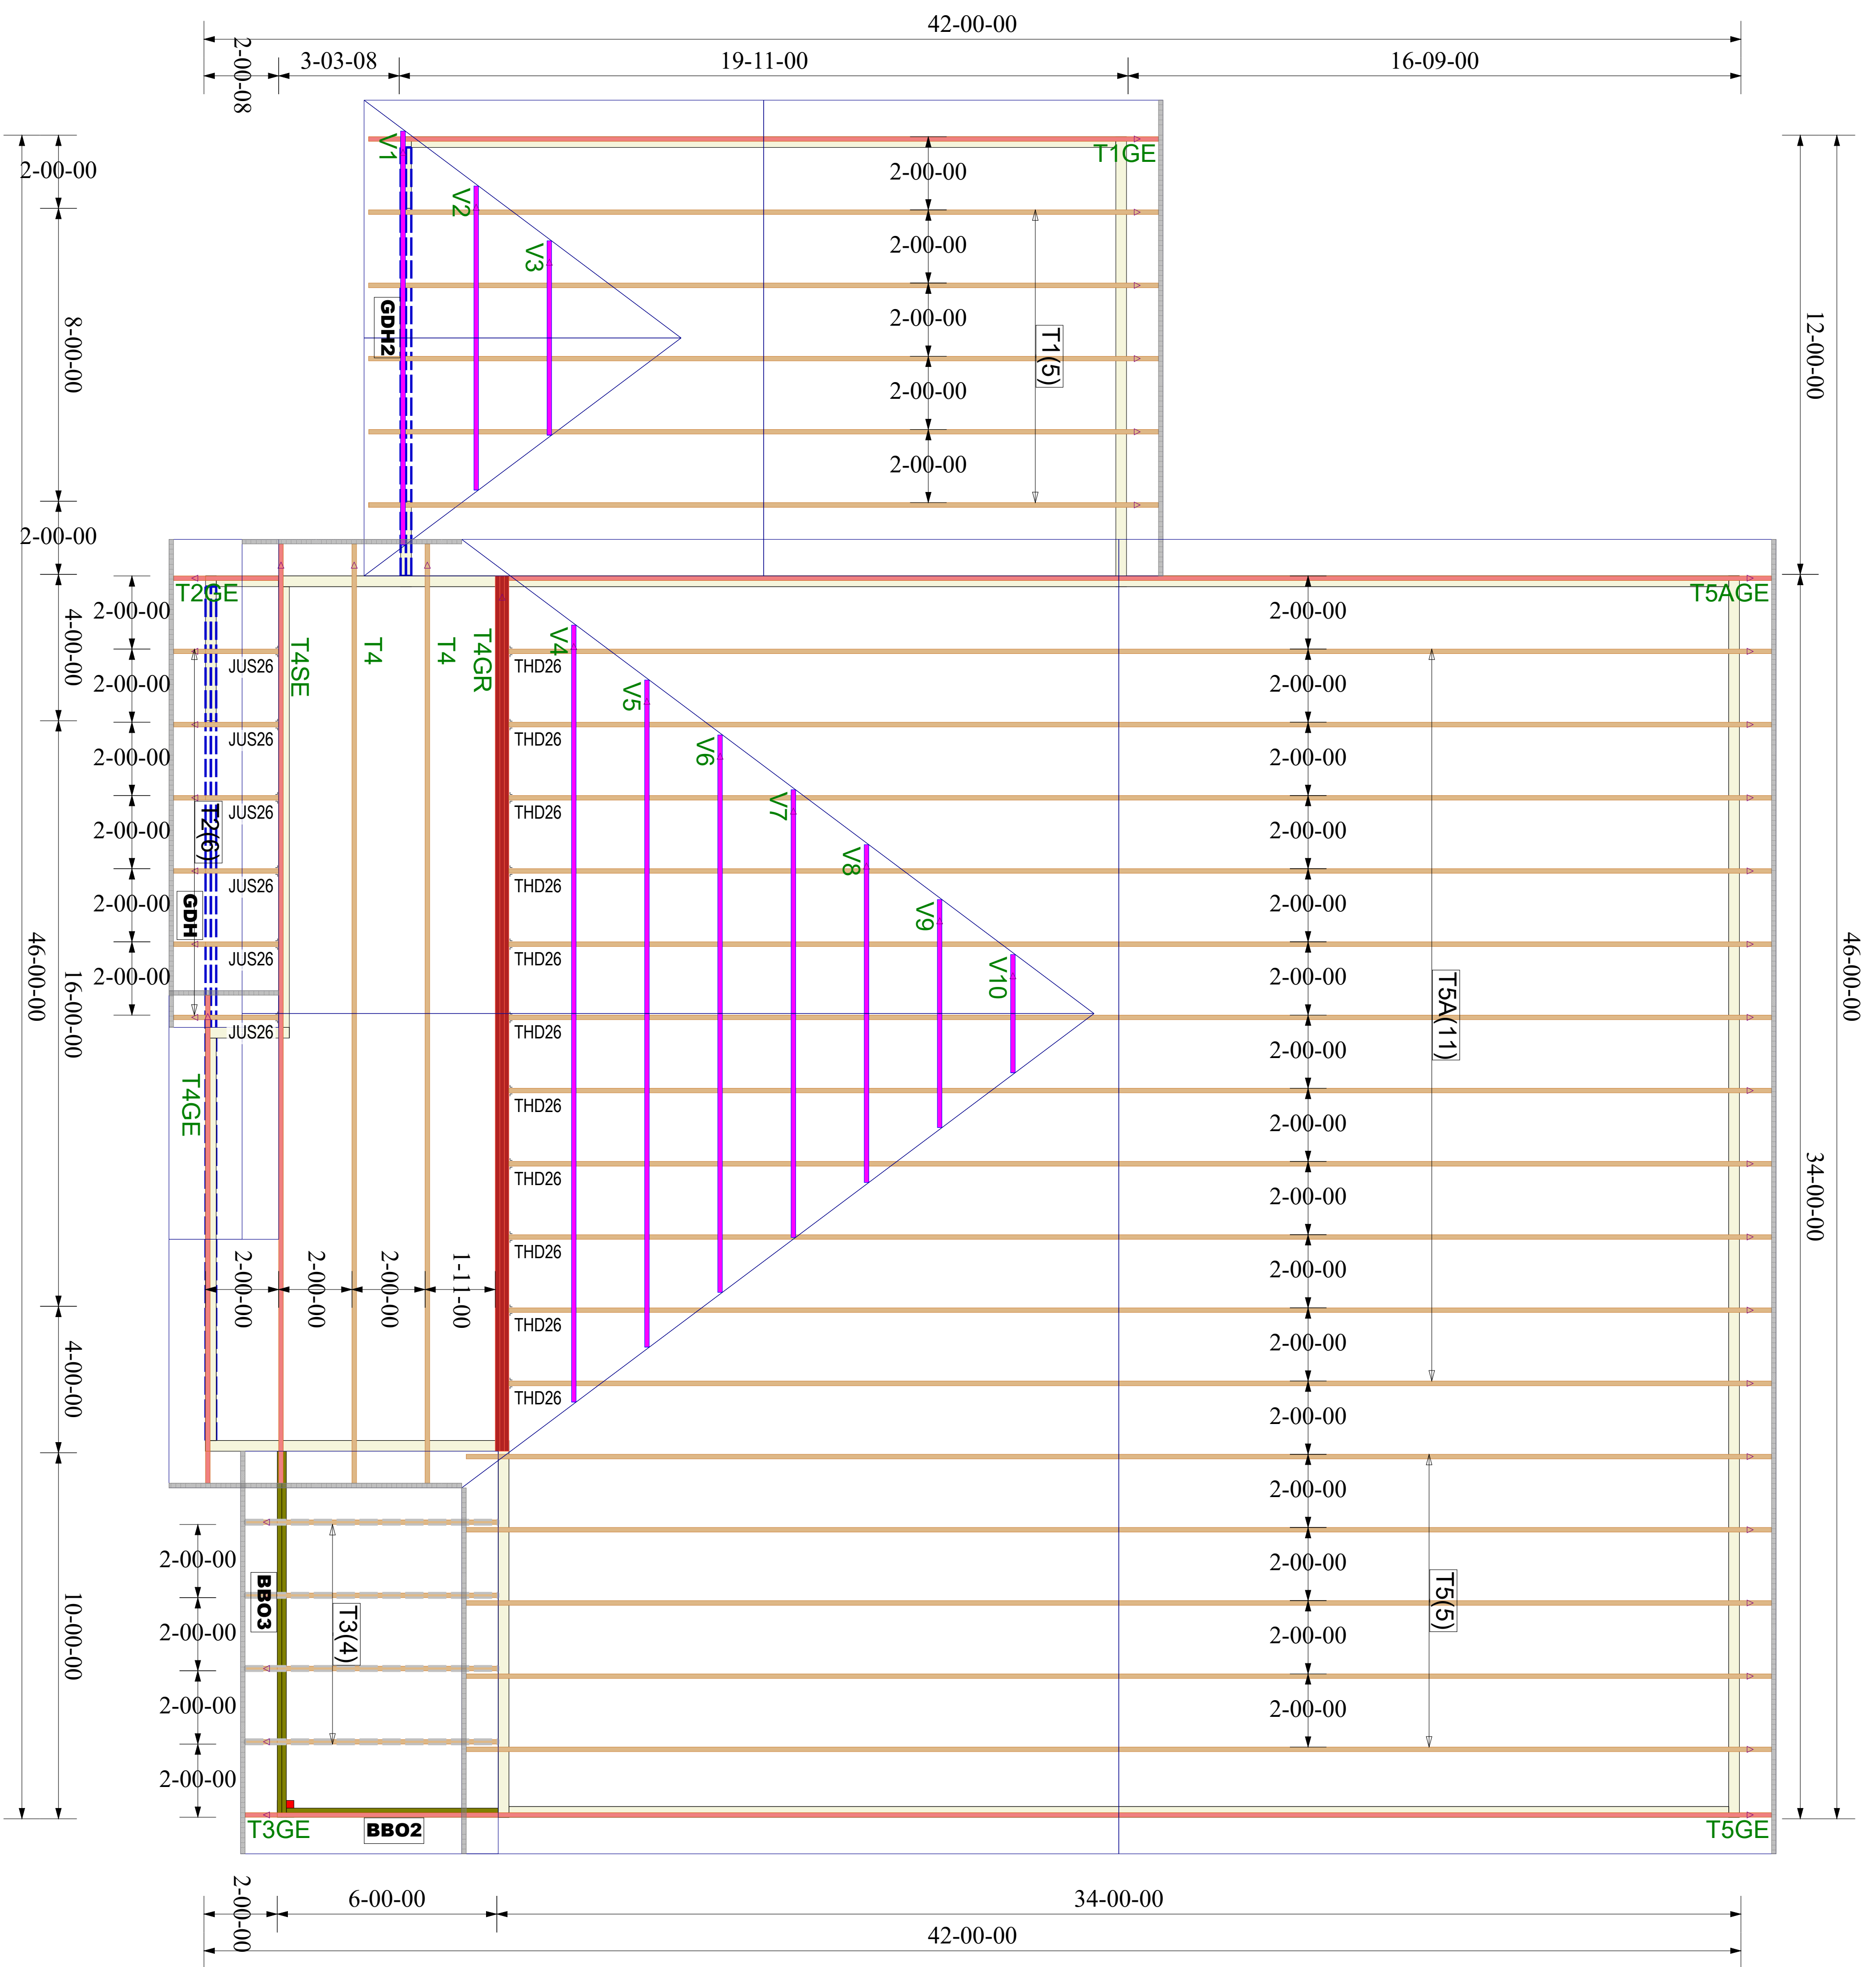 42-00-00
2-00-08
3-03-08
19-11-00
16-09-00
V1
T1GE
2-00-00
2-00-00
V2
2-00-00
V3
GDH2
2-00-00
T1(5)
12-00-00
8-00-00
2-00-00
2-00-00
2-00-00
T2GE
T5AGE
2-00-00
2-00-00
4-00-00
T4SE
T4
T4
T4GR
V4
JUS26
THD26
2-00-00
V5
2-00-00
JUS26
THD26
2-00-00
V6
2-00-00
JUS26
THD26
V7
2-00-00
T2(6)
2-00-00
JUS26
THD26
V8
2-00-00
GDH
2-00-00
V9
JUS26
THD26
46-00-00
16-00-00
2-00-00
V10
2-00-00
T5A(11)
46-00-00
JUS26
THD26
2-00-00
T4GE
THD26
2-00-00
THD26
2-00-00
34-00-00
THD26
2-00-00
2-00-00
2-00-00
2-00-00
1-11-00
THD26
2-00-00
4-00-00
THD26
2-00-00
2-00-00
2-00-00
2-00-00
BBO3
T3(4)
T5(5)
10-00-00
2-00-00
2-00-00
2-00-00
2-00-00
2-00-00
T3GE
BBO2
T5GE
2-00-00
6-00-00
34-00-00
42-00-00